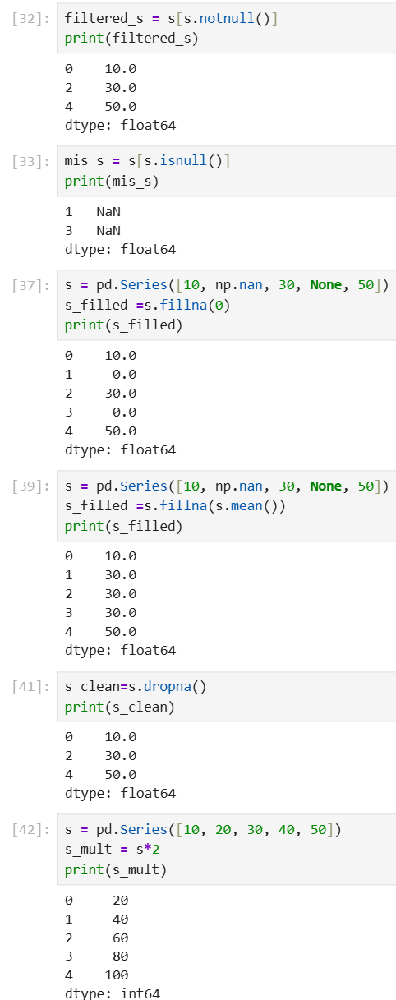 [32]: filtered_s = s[s.notnull()]
print(filtered_s)
0    10.0
2    30.0
4    50.0
dtype: float64
[33]: mis_s = s[s.isnull()]
print(mis_s)
1   NaN
3   NaN
dtype: float64
[37]: s = pd.Series([10, np.nan, 30, None, 50])
s_filled =s.fillna(0)
print(s_filled)
0    10.0
1     0.0
2    30.0
3     0.0
4    50.0
dtype: float64
[39]: s = pd.Series([10, np.nan, 30, None, 50])
s_filled =s.fillna(s.mean())
print(s_filled)
0    10.0
1    30.0
2    30.0
3    30.0
4    50.0
dtype: float64
[41]: s_clean=s.dropna()
print(s_clean)
0    10.0
2    30.0
4    50.0
dtype: float64
[42]: s = pd.Series([10, 20, 30, 40, 50])
s_mult = s*2
print(s_mult)
0     20
1     40
2     60
3     80
4    100
dtype: int64